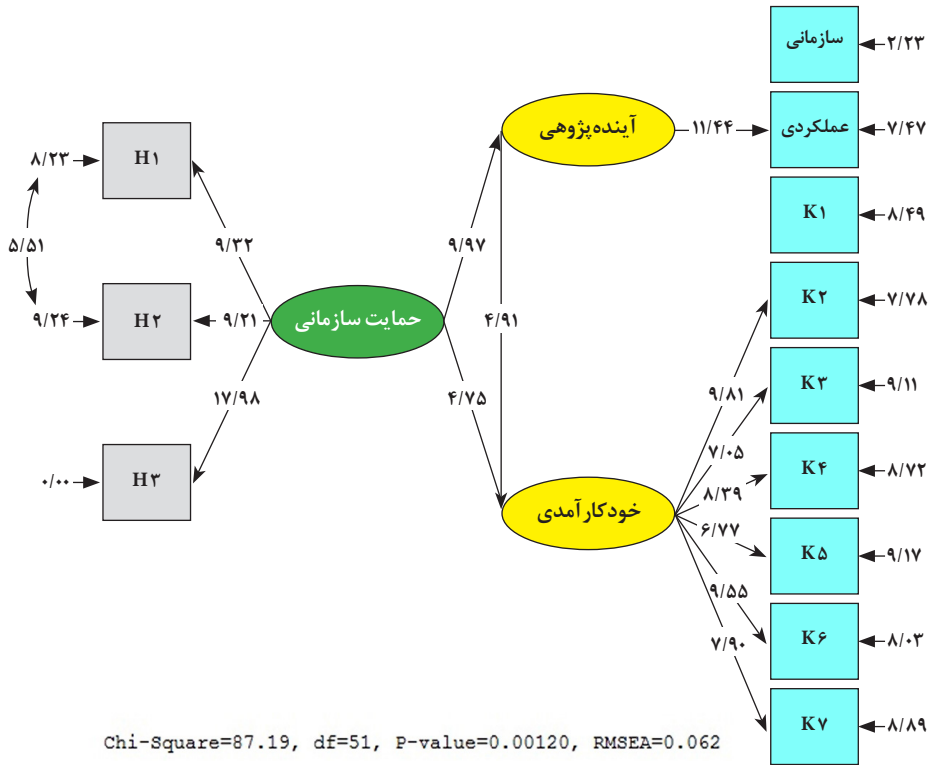 سازمانی
۲/۲۳
عملکردی
۷/۴۷
آینده‌پژوهی
۱۱/۴۴
H۱
۸/۲۳
K۱
۸/۴۹
۵/۵۱
۹/۳۲
۹/۹۷
K۲
۷/۷۸
H۲
۹/۲۴
۹/۲۱
حمایت سازمانی
۴/۹۱
K۳
۹/۱۱
۹/۸۱
۱۷/۹۸
۴/۷۵
۷/۰۵
K۴
۸/۷۲
H۳
۰/۰۰
۸/۳۹
خودکارآمدی
۶/۷۷
K۵
۹/۱۷
۹/۵۵
K۶
۸/۰۳
۷/۹۰
K۷
۸/۸۹
Chi-Square=87.19, df=51, P-value=0.00120, RMSEA=0.062